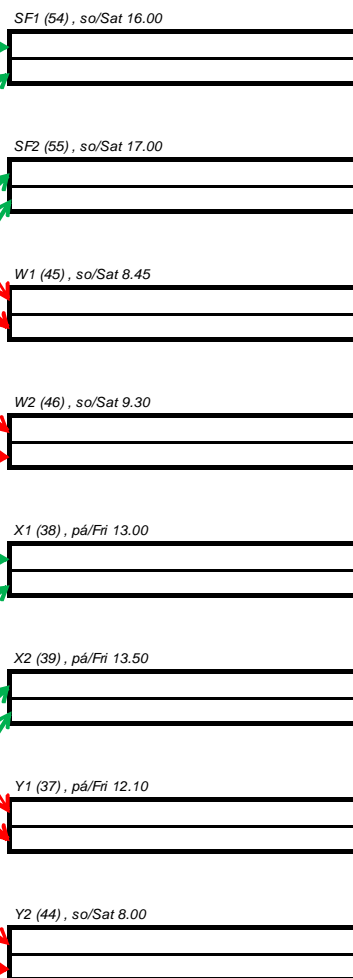 SF1 (54) , so/Sat 16.00
SF2 (55) , so/Sat 17.00
W1 (45) , so/Sat 8.45
W2 (46) , so/Sat 9.30
X1 (38) , pá/Fri 13.00
X2 (39) , pá/Fri 13.50
Y1 (37) , pá/Fri 12.10
Y2 (44) , so/Sat 8.00